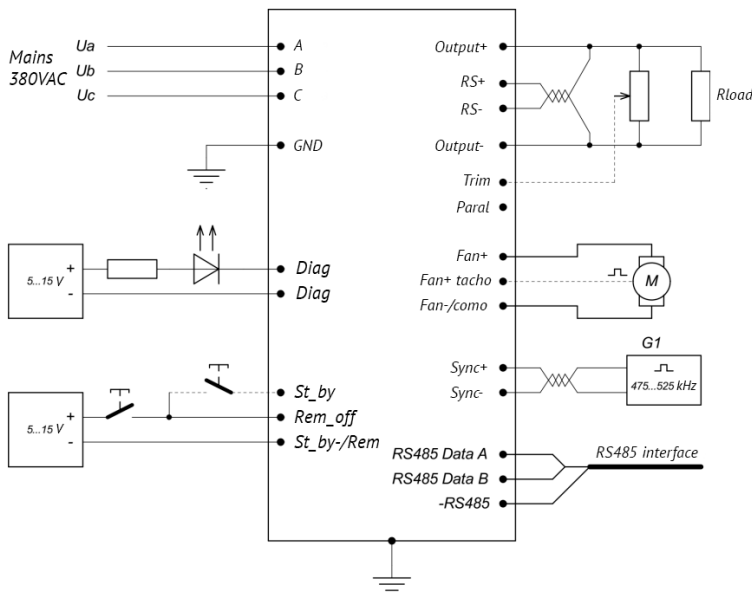 Mains
380VAC
Ua
Ub
Uc
A
B
C
GND
5...15 V
+
-
Diag
Diag
5...15 V
+
-
St_by
Rem_off
St_by-/Rem
Output+
RS+
RS-
Output-
Trim
Paral
Rload
Fan+
Fan+ tacho
Fan-/como
M
Sync+
Sync-
G1
475...525 kHz
RS485 Data A
RS485 Data B
-RS485
RS485 interface